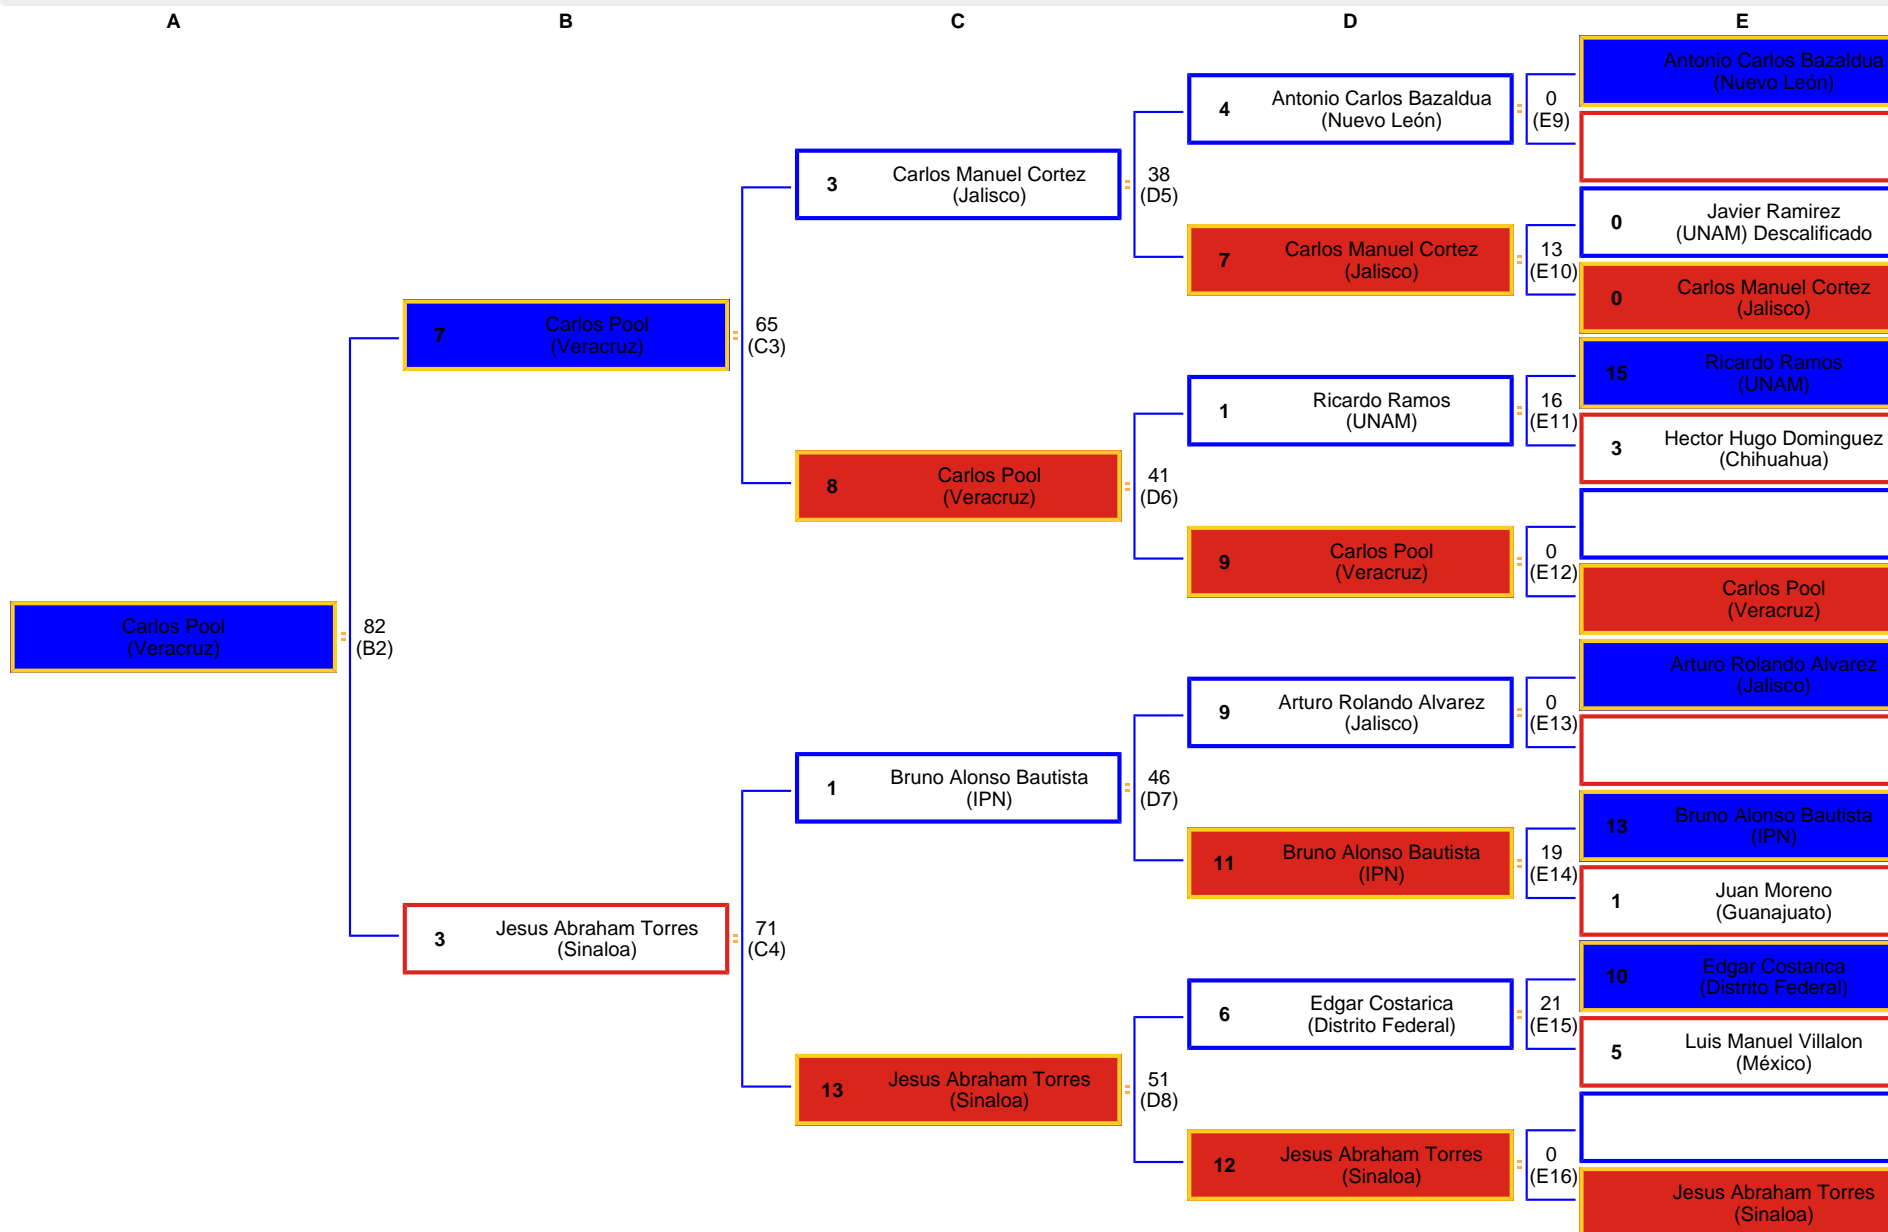 A
B
C
D
E
Carlos Pool
(Veracruz)
82
(B2)
7
Carlos Pool
(Veracruz)
65
(C3)
3
Jesus Abraham Torres
(Sinaloa)
71
(C4)
3
Carlos Manuel Cortez
(Jalisco)
38
(D5)
8
Carlos Pool
(Veracruz)
41
(D6)
1
Bruno Alonso Bautista
(IPN)
46
(D7)
13
Jesus Abraham Torres
(Sinaloa)
51
(D8)
4
Antonio Carlos Bazaldua
(Nuevo León)
0
(E9)
7
Carlos Manuel Cortez
(Jalisco)
13
(E10)
1
Ricardo Ramos
(UNAM)
16
(E11)
9
Carlos Pool
(Veracruz)
0
(E12)
9
Arturo Rolando Alvarez
(Jalisco)
0
(E13)
11
Bruno Alonso Bautista
(IPN)
19
(E14)
6
Edgar Costarica
(Distrito Federal)
21
(E15)
12
Jesus Abraham Torres
(Sinaloa)
0
(E16)
Antonio Carlos Bazaldua
(Nuevo León)
0
Javier Ramirez
(UNAM) Descalificado
0
Carlos Manuel Cortez
(Jalisco)
15
Ricardo Ramos
(UNAM)
3
Hector Hugo Dominguez
(Chihuahua)
Carlos Pool
(Veracruz)
Arturo Rolando Alvarez
(Jalisco)
13
Bruno Alonso Bautista
(IPN)
1
Juan Moreno
(Guanajuato)
10
Edgar Costarica
(Distrito Federal)
5
Luis Manuel Villalon
(México)
Jesus Abraham Torres
(Sinaloa)